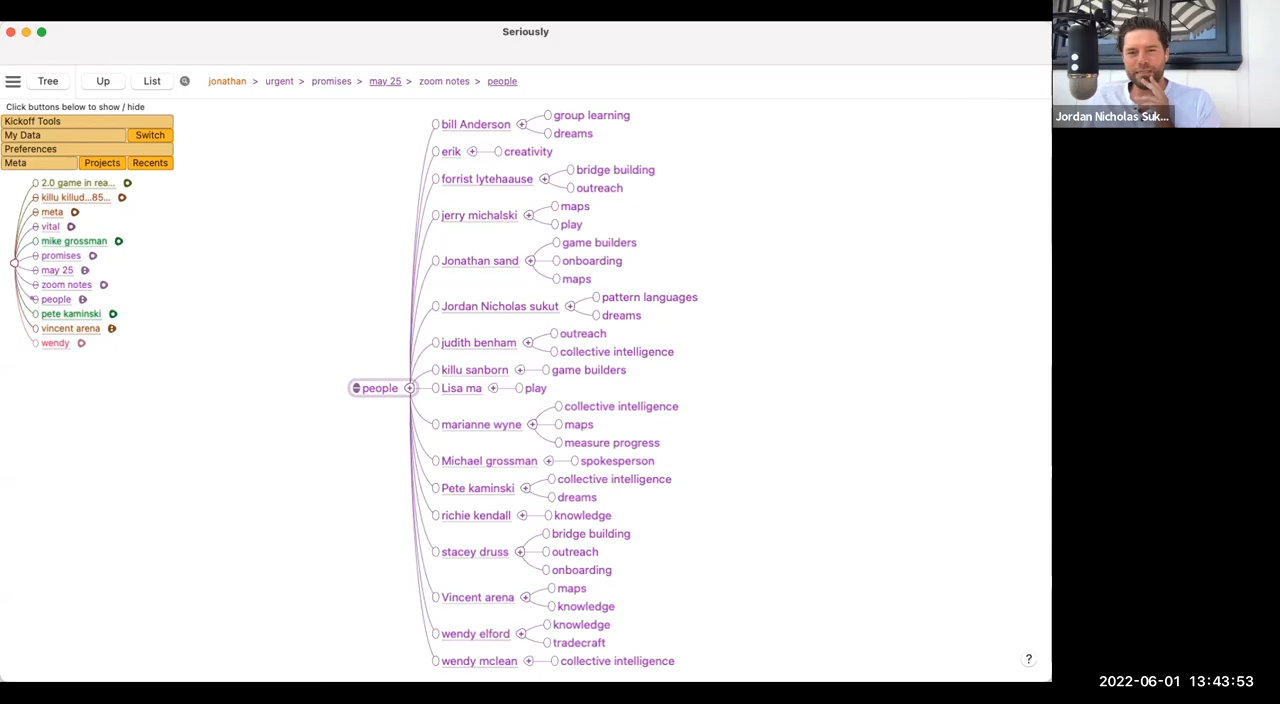 Seriously
Tree Up List jonathan > urgent > promises > may 25 > zoom notes > people
Click buttons below to show / hide
Kickoff Tools
My Data Switch
Preferences
Meta Projects Recents
2.0 game in rea...
killu killud...85...
meta
vital
mike grossman
promises
may 25
zoom notes
people
pete kaminski
vincent arena
wendy
people
bill Anderson
group learning
dreams
erik
creativity
forrist lytehaause
bridge building
outreach
jerry michalski
maps
play
Jonathan sand
game builders
onboarding
maps
Jordan Nicholas sukut
pattern languages
dreams
judith benham
outreach
collective intelligence
killu sanborn
game builders
Lisa ma
play
marianne wyne
collective intelligence
maps
measure progress
Michael grossman
spokesperson
Pete kaminski
collective intelligence
dreams
richie kendall
knowledge
stacey druss
bridge building
outreach
onboarding
Vincent arena
maps
knowledge
wendy elford
knowledge
tradecraft
wendy mclean
collective intelligence
?
Jordan Nicholas Suk...
2022-06-01 13:43:53